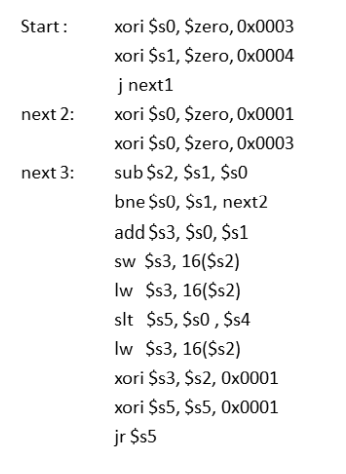 Start: xori $s0, $zero, 0x0003
xori $s1, $zero, 0x0004
j next1
next 2: xori $s0, $zero, 0x0001
xori $s0, $zero, 0x0003
next 3: sub $s2, $s1, $s0
bne $s0, $s1, next2
add $s3, $s0, $s1
sw $s3, 16($s2)
lw $s3, 16($s2)
slt $s5, $s0 , $s4
lw $s3, 16($s2)
xori $s3, $s2, 0x0001
xori $s5, $s5, 0x0001
jr $s5